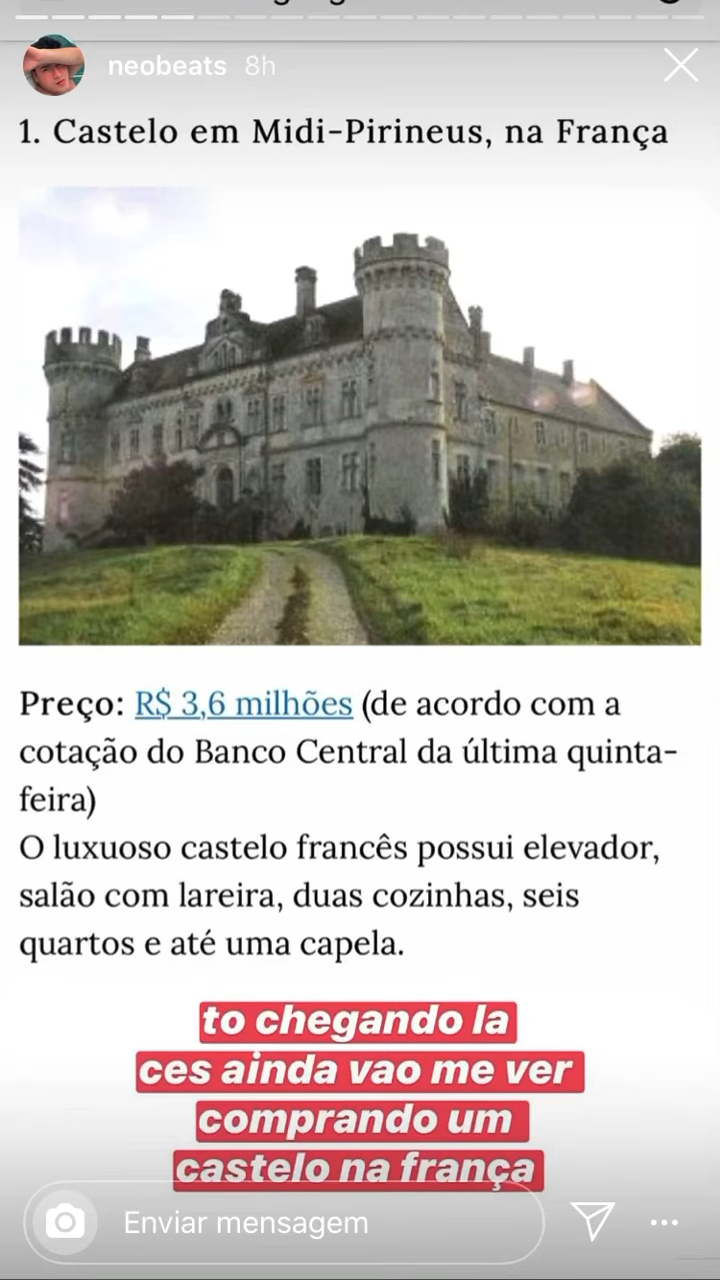 neobeats 8h
1. Castelo em Midi-Pirineus, na França
Preço: R$ 3,6 milhões (de acordo com a
cotação do Banco Central da última quinta-
feira)
O luxuoso castelo francês possui elevador,
salão com lareira, duas cozinhas, seis
quartos e até uma capela.
to chegando la
ces ainda vao me ver
comprando um
castelo na frança
Enviar mensagem